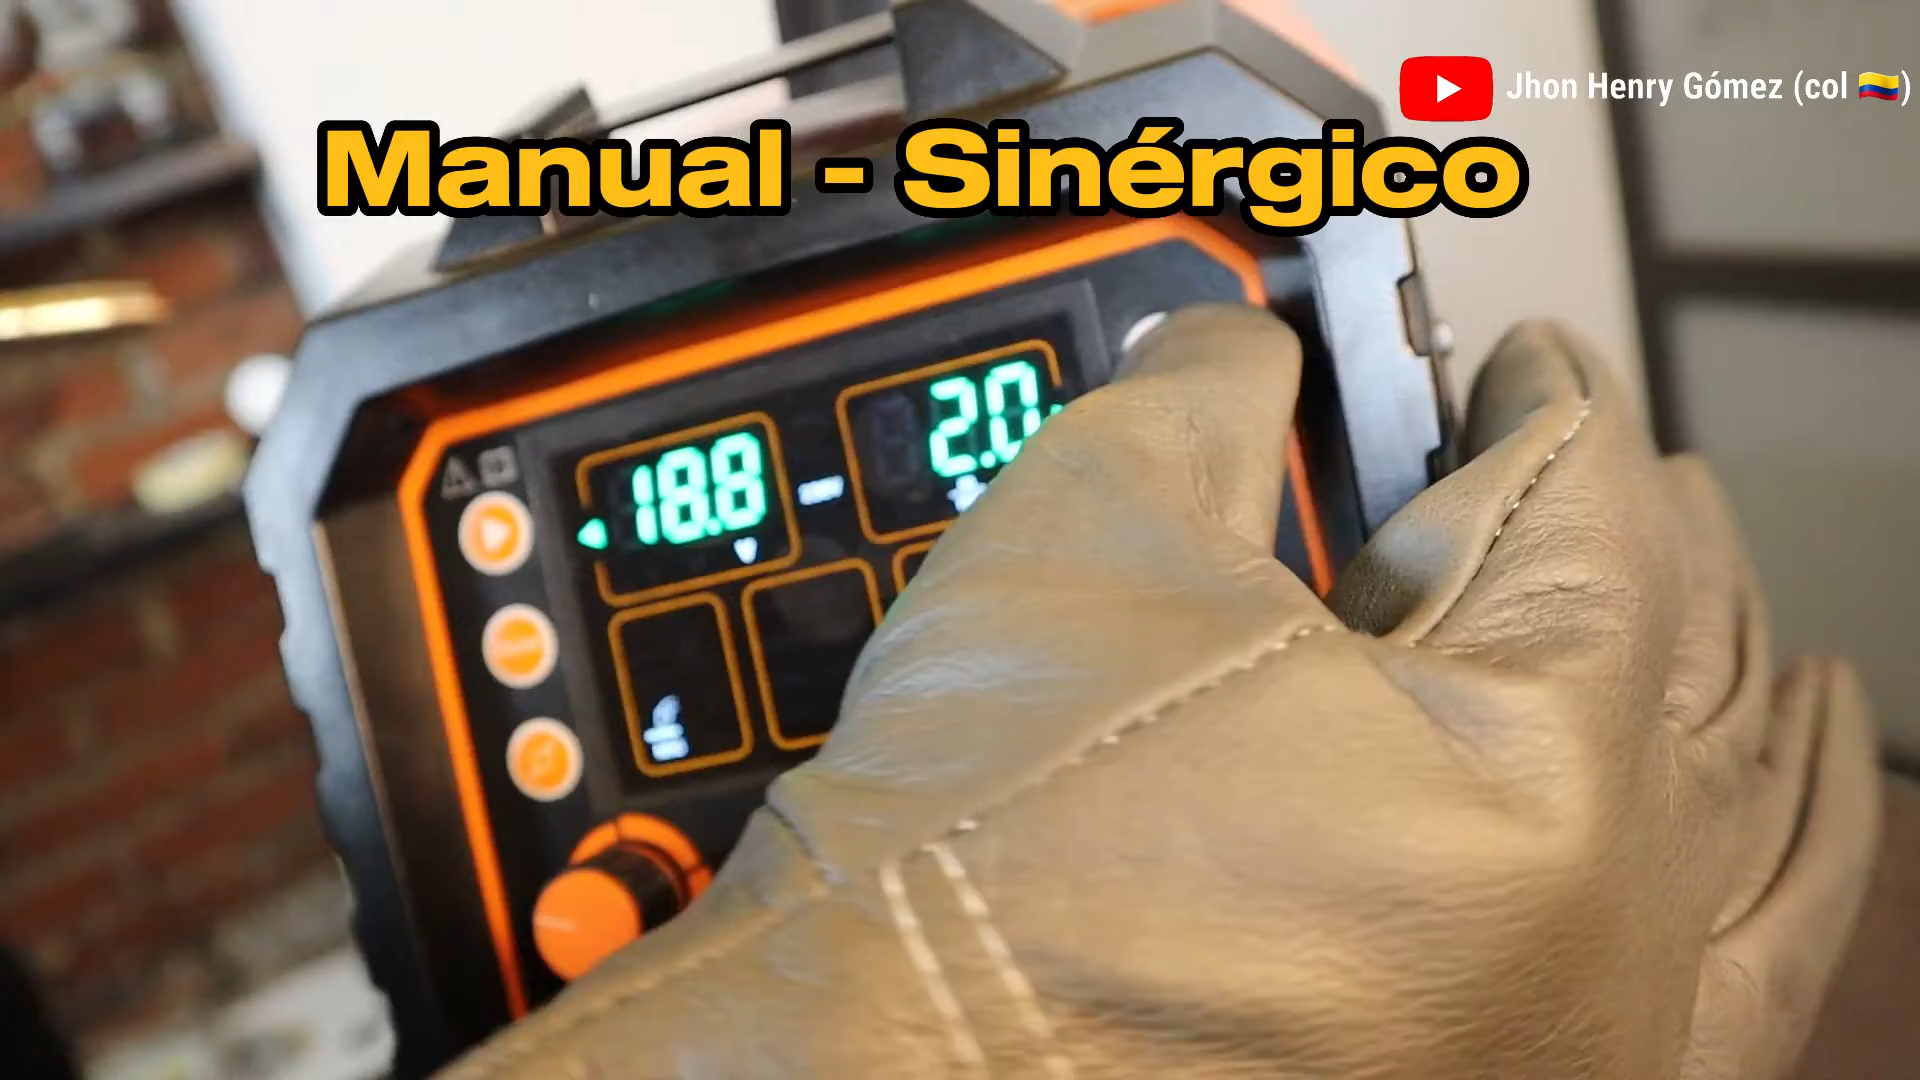 Jhon Henry Gómez (col 🇨🇴)
Manual - Sinérgico
18.8
2.0
V